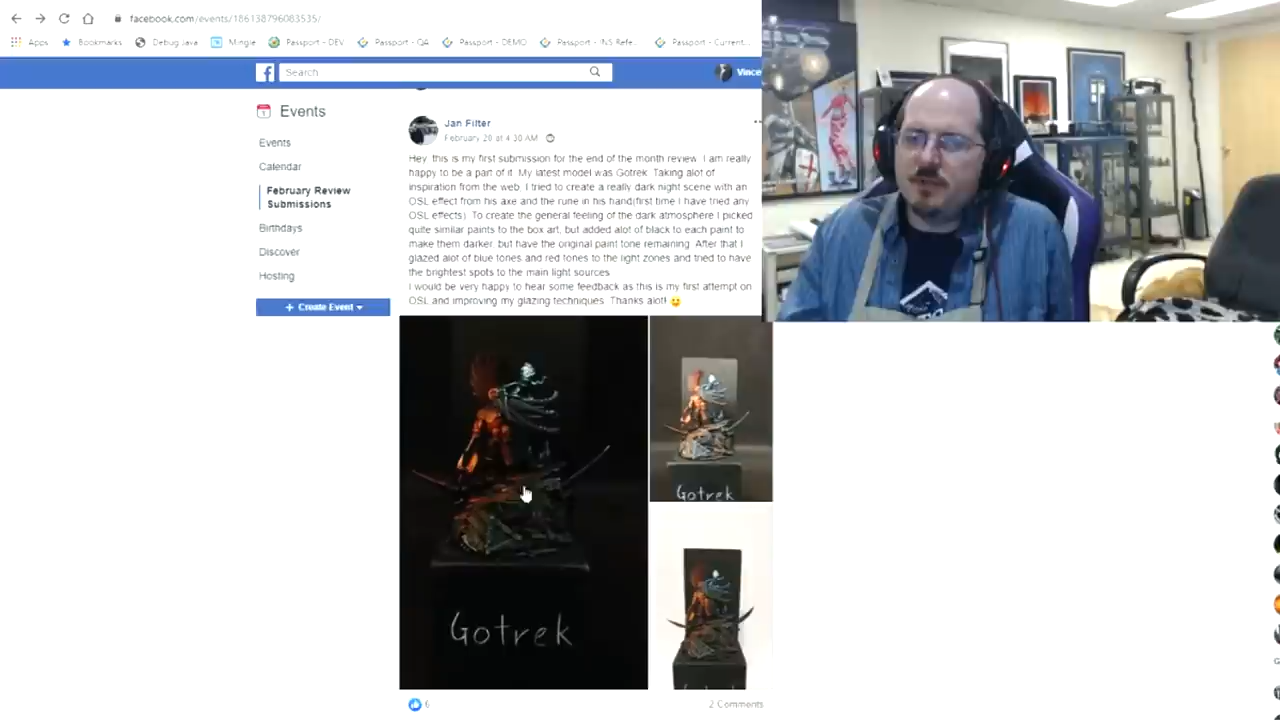 facebook.com/events/186138796083535/
Apps
Bookmarks
Debug Java
Mingle
Passport - DEV
Passport - QA
Passport - DEMO
Passport - INS Refe...
Passport - Current...
Search
Vince
Events
Events
Calendar
February Review
Submissions
Birthdays
Discover
Hosting
+ Create Event
Jan Filter
February 20 at 4:30 AM
Hey, this is my first submission for the end of the month review. I am really
happy to be a part of it. My latest model was Gotrek. Taking alot of
inspiration from the web, I tried to create a really dark night scene with an
OSL effect from his axe and the rune in his hand(first time I have tried any
OSL effects). To create the general feeling of the dark atmosphere I picked
quite similar paints to the box art, but added alot of black to each paint to
make them darker, but have the original paint tone remaining. After that I
glazed alot of blue tones and red tones to the light zones and tried to have
the brightest spots to the main light sources.
I would be very happy to hear some feedback as this is my first attempt on
OSL and improving my glazing techniques. Thanks alot!
Gotrek
Gotrek
6
2 Comments